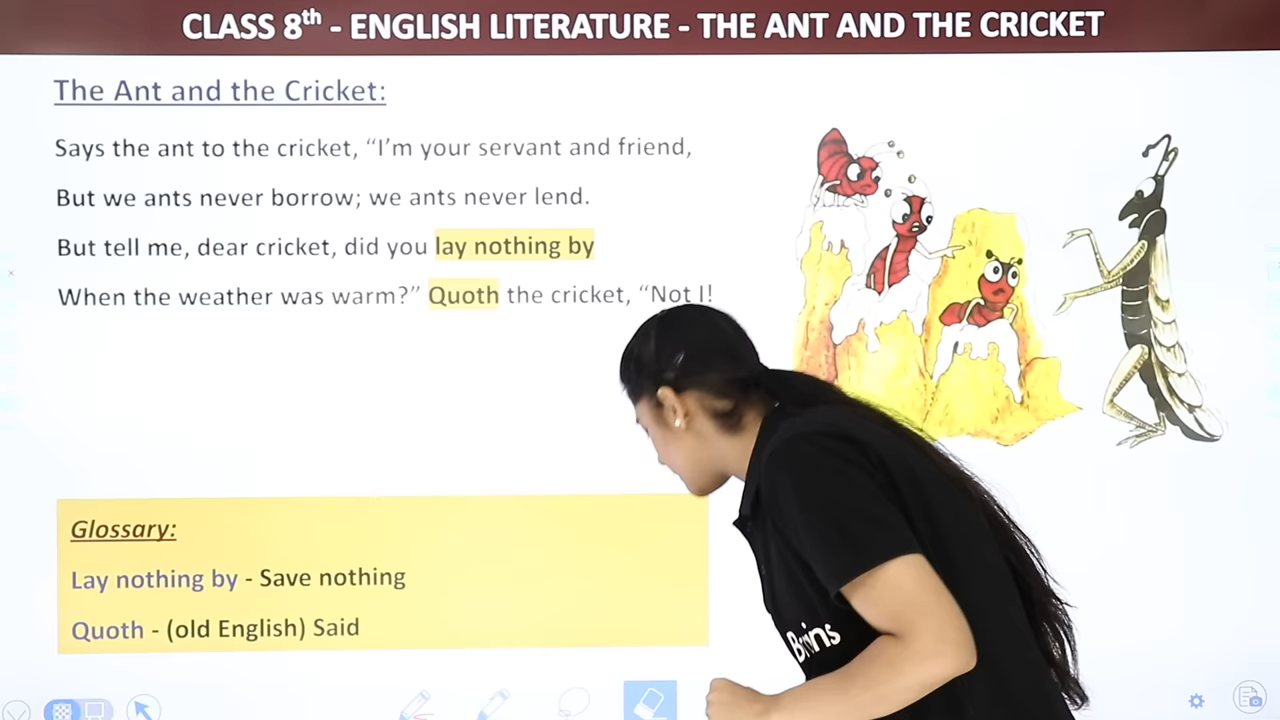 CLASS 8th - ENGLISH LITERATURE - THE ANT AND THE CRICKET
The Ant and the Cricket:
Says the ant to the cricket, “I’m your servant and friend,
But we ants never borrow; we ants never lend.
But tell me, dear cricket, did you lay nothing by
When the weather was warm?” Quoth the cricket, “Not I!
Glossary:
Lay nothing by - Save nothing
Quoth - (old English) Said